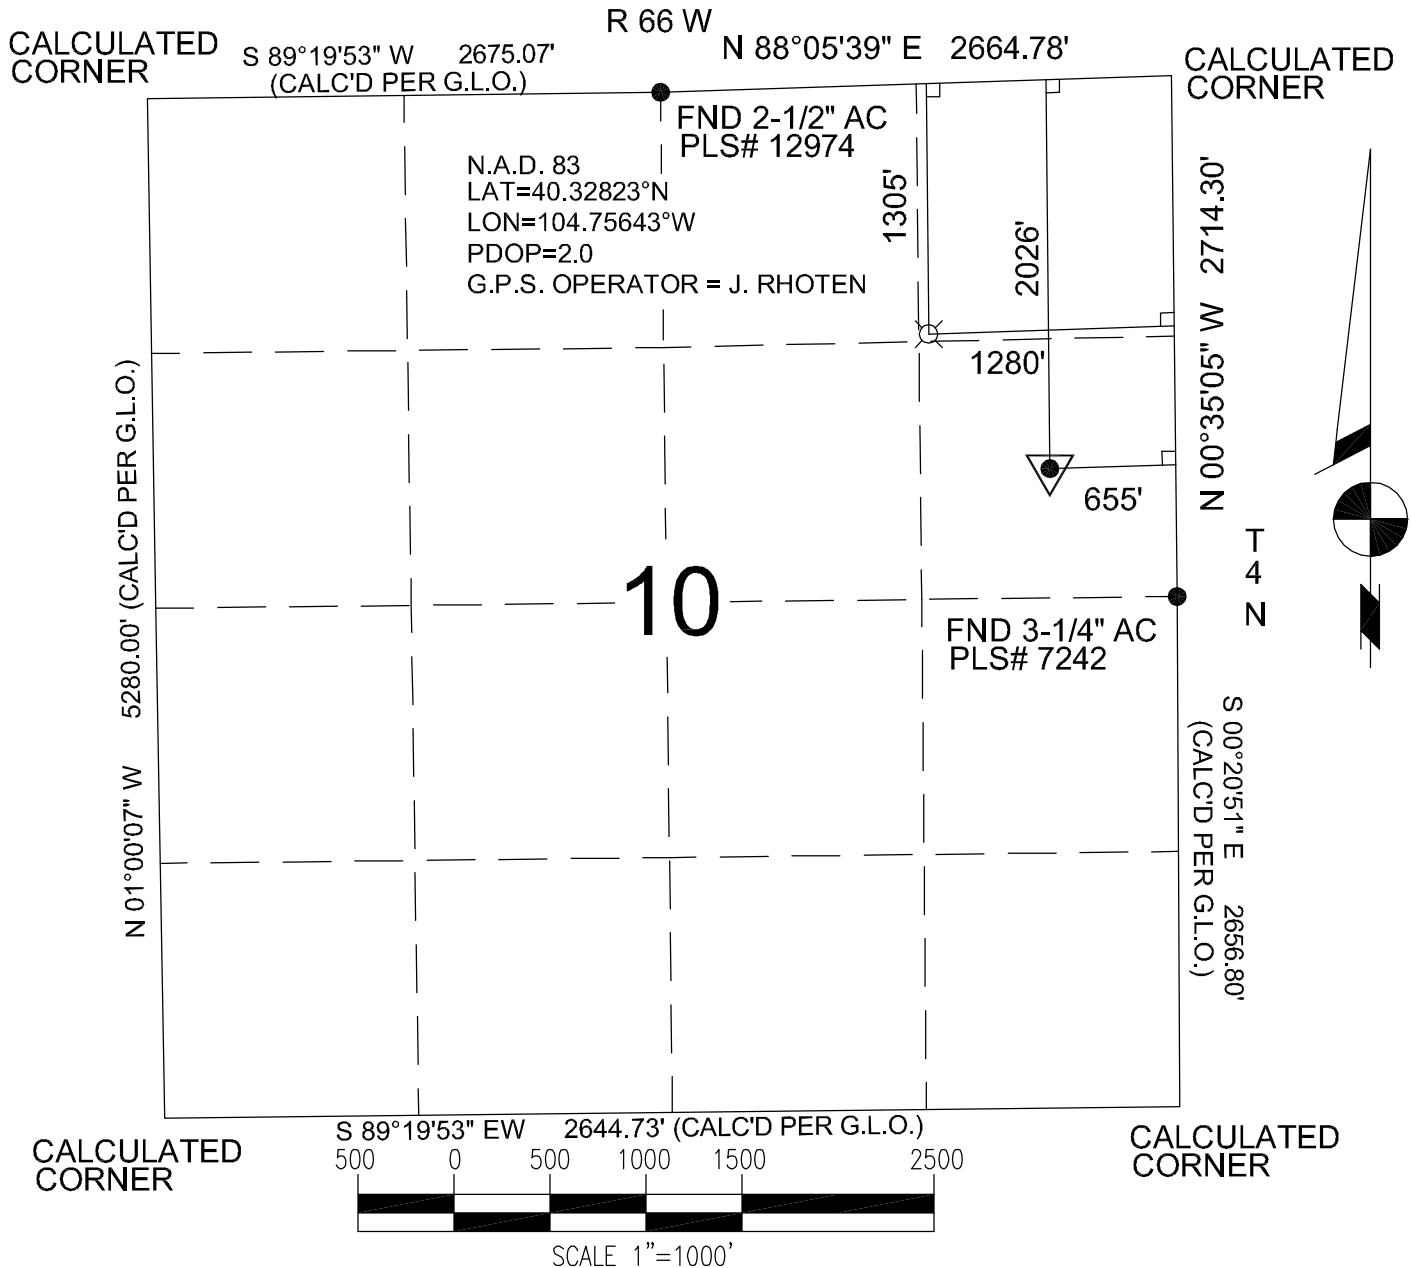 R 66 W
CALCULATED
CORNER
S 89°19'53" W 2675.07'
(CALC'D PER G.L.O.)
N 88°05'39" E 2664.78'
CALCULATED
CORNER
FND 2-1/2" AC
PLS# 12974
N.A.D. 83
LAT=40.32823°N
LON=104.75643°W
PDOP=2.0
G.P.S. OPERATOR = J. RHOTEN
1305'
2026'
1280'
655'
N 00°35'05" W 2714.30'
N 01°00'07" W 5280.00' (CALC'D PER G.L.O.)
10
T
4
N
FND 3-1/4" AC
PLS# 7242
S 00°20'51" E 2656.80'
(CALC'D PER G.L.O.)
S 89°19'53" EW 2644.73' (CALC'D PER G.L.O.)
CALCULATED
CORNER
CALCULATED
CORNER
500 0 500 1000 1500 2500
SCALE 1"=1000'